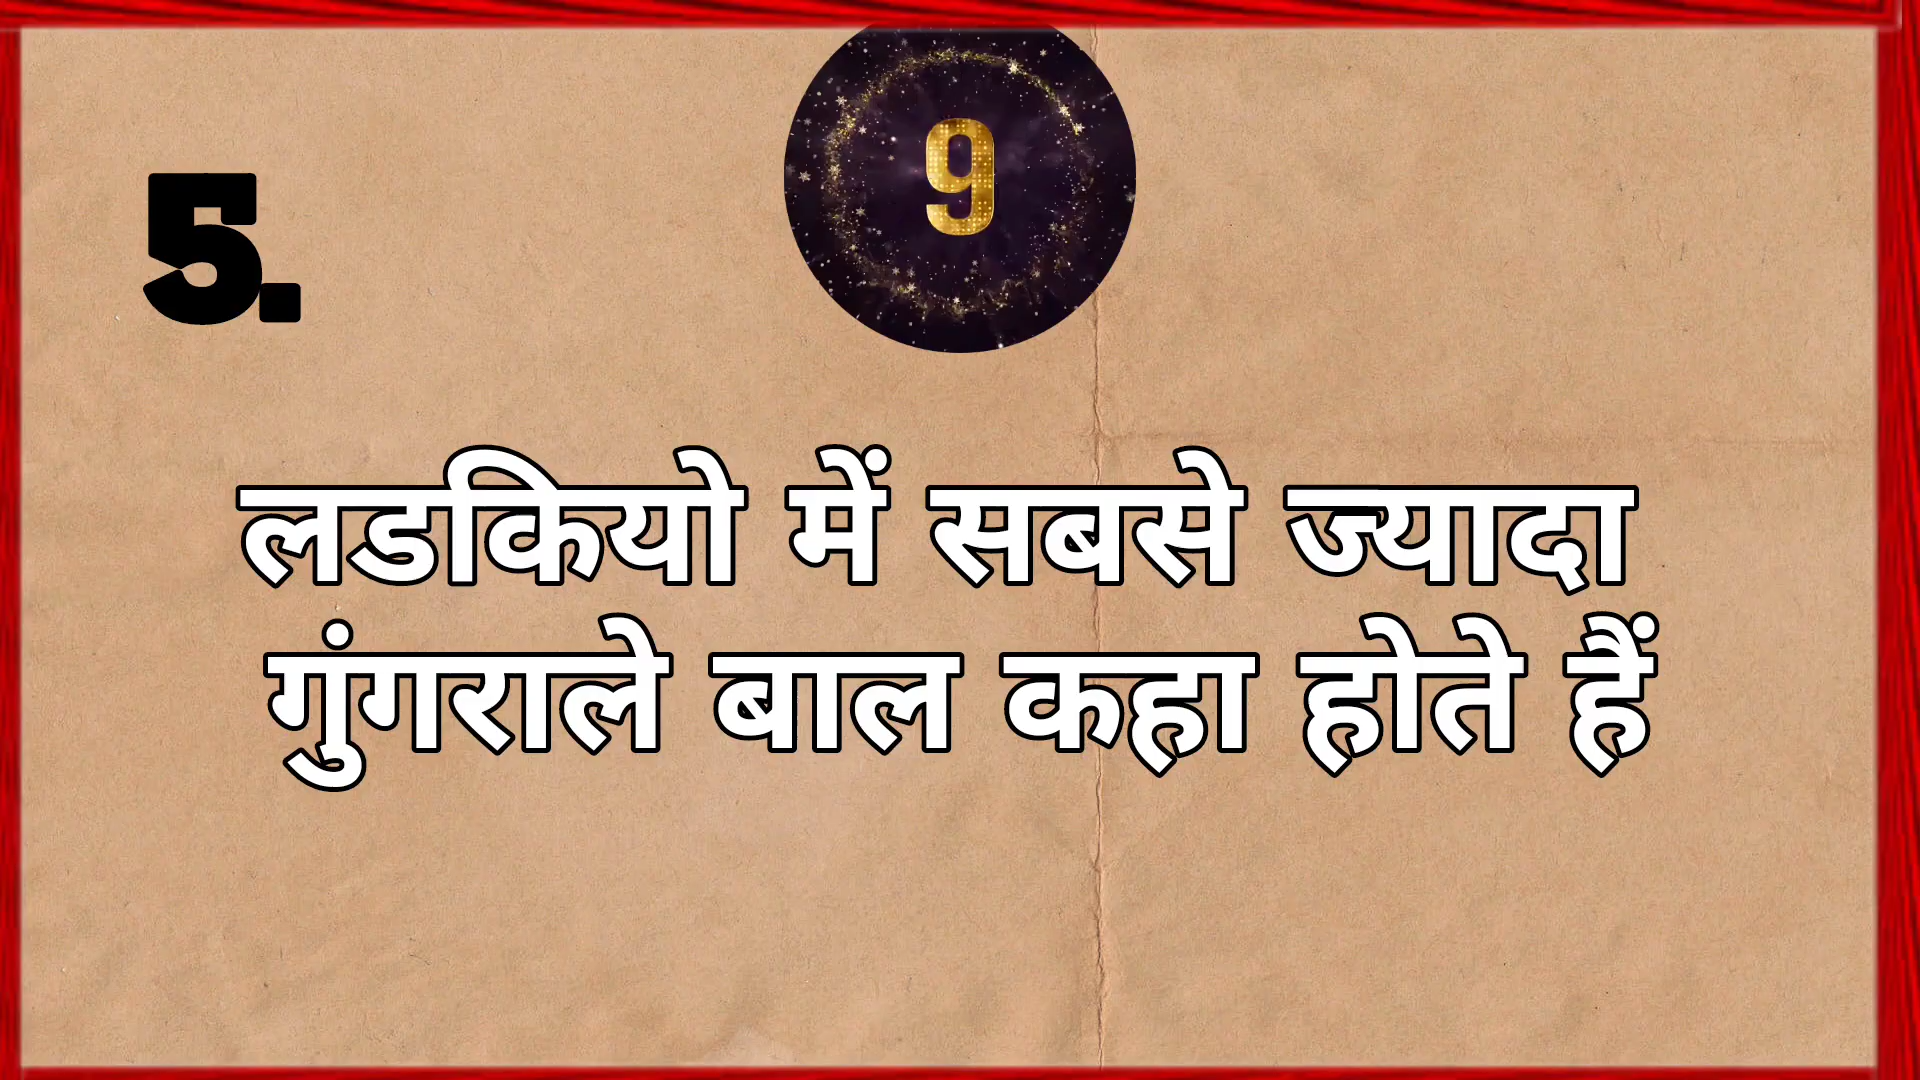 9
5.
लडकियो में सबसे ज्यादा
गुंगराले बाल कहा होते हैं